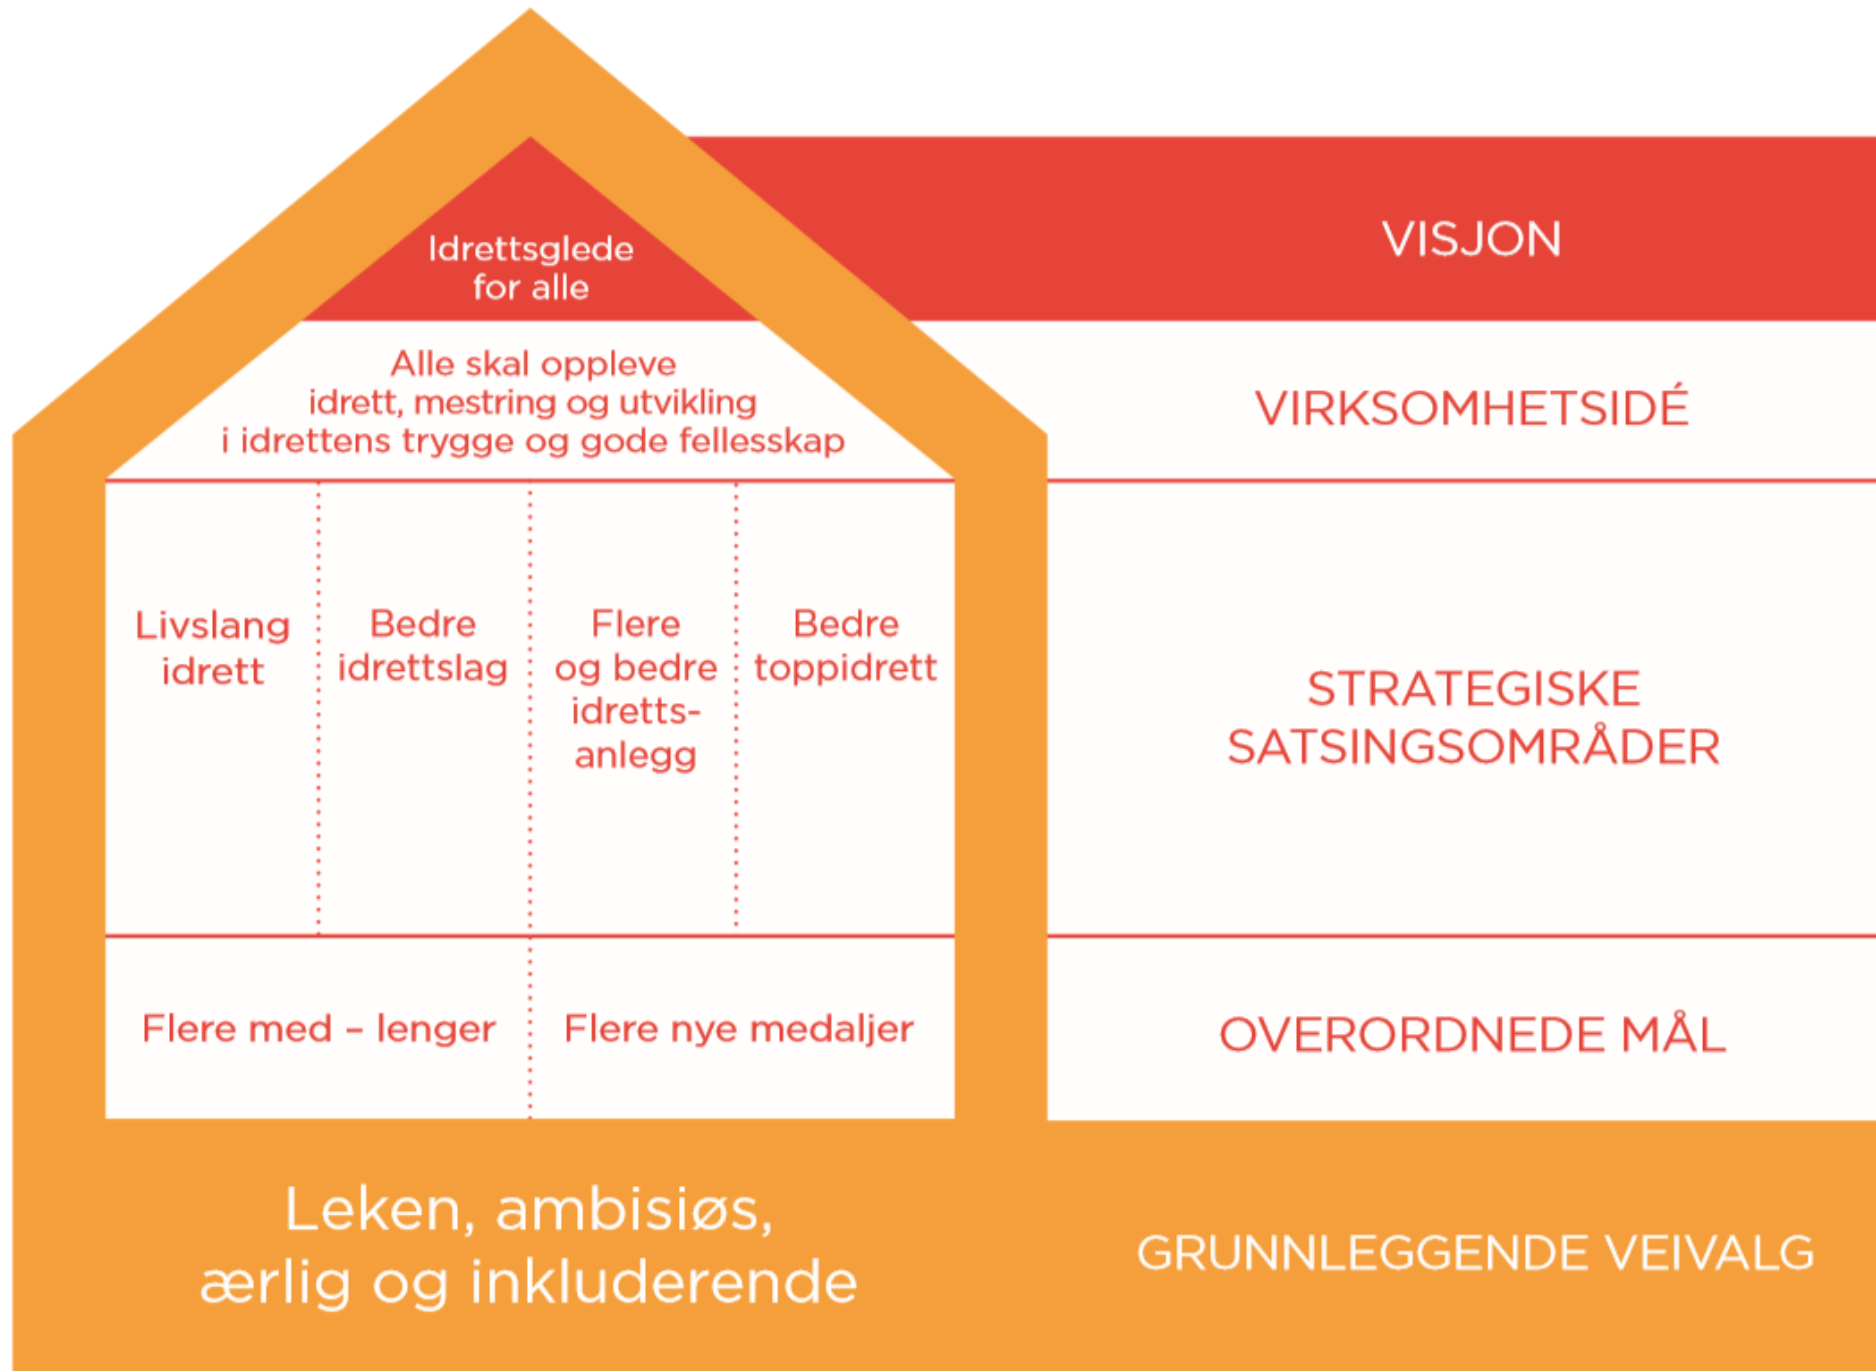 Idrettsglede
for alle
VISJON
Alle skal oppleve
idrett, mestring og utvikling
i idrettens trygge og gode fellesskap
VIRKSOMHETSIDÉ
Livslang
idrett
Bedre
idrettslag
Flere
og bedre
idretts-
anlegg
Bedre
toppidrett
STRATEGISKE
SATSINGSOMRÅDER
Flere med – lenger
Flere nye medaljer
OVERORDNEDE MÅL
Leken, ambisiøs,
ærlig og inkluderende
GRUNNLEGGENDE VEIVALG